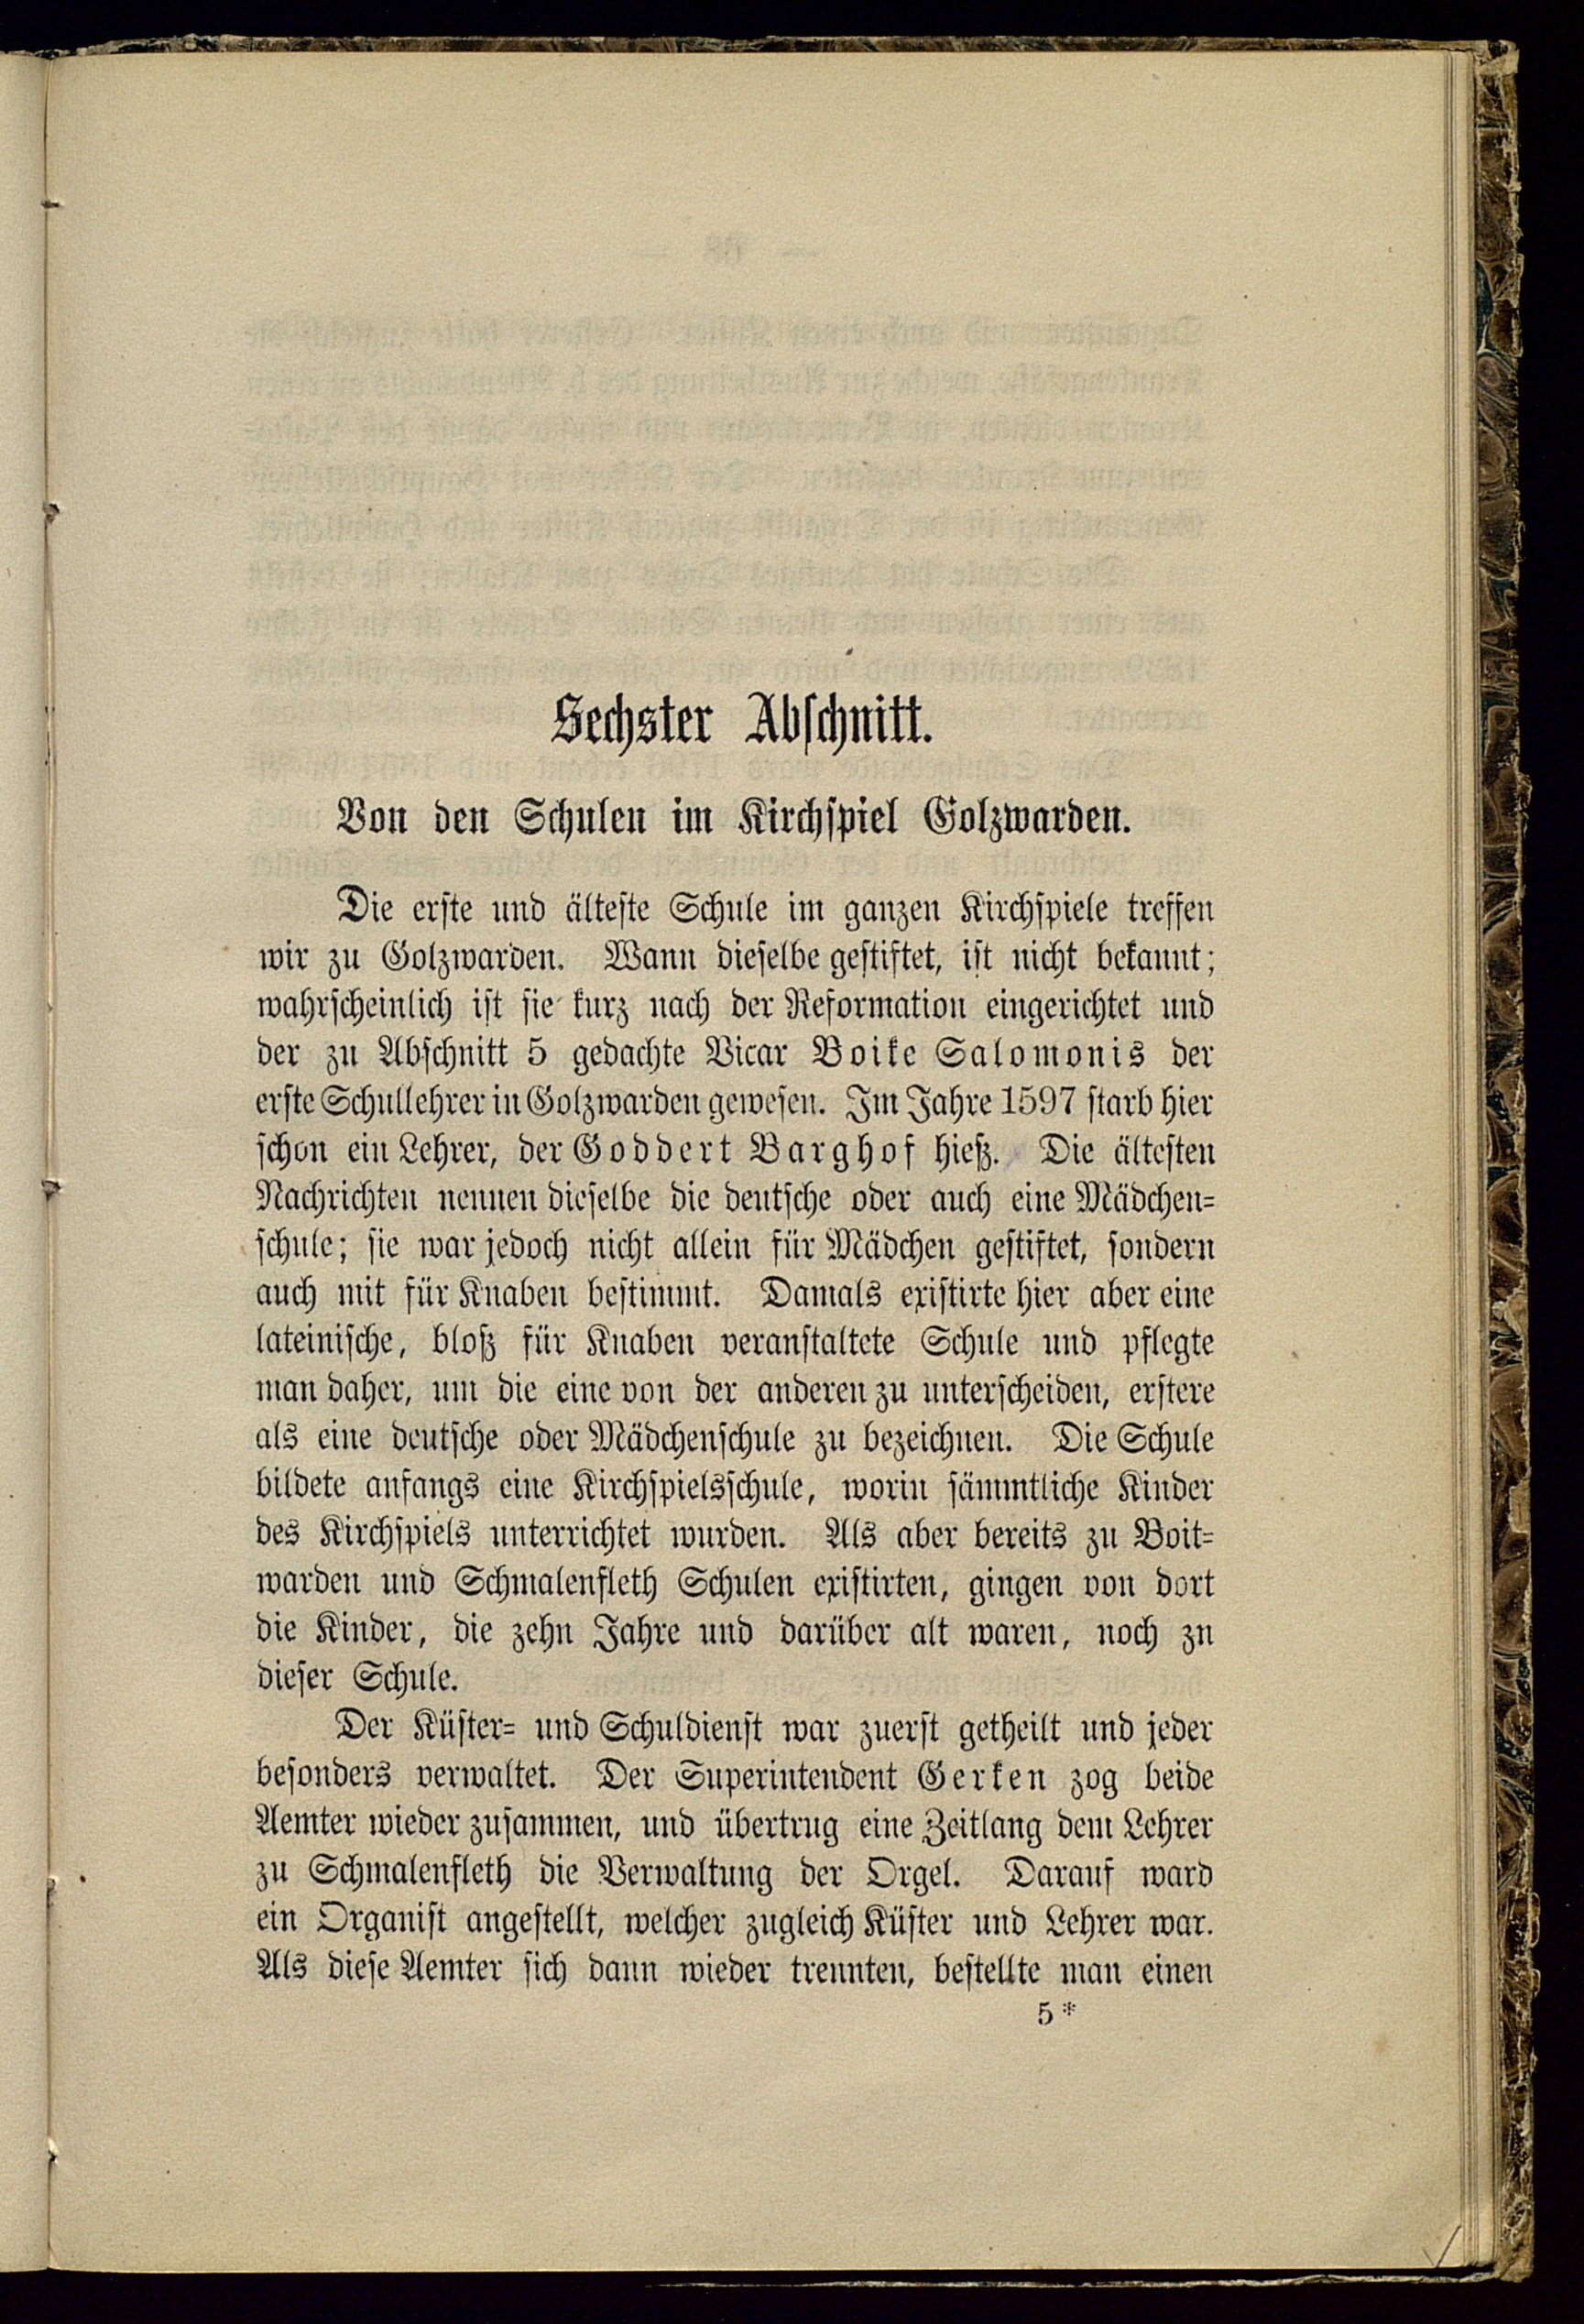 Sechster Abschnitt.
Von den Schulen im Kirchspiel Golzwarden.
Die erste und älteste Schule im ganzen Kirchspiele treffen
wir zu Golzwarden. Wann dieselbe gestiftet, ist nicht bekannt;
wahrscheinlich ist sie kurz nach der Reformation eingerichtet und
der zu Abschnitt 5 gedachte Vicar Boike Salomonis der
erste Schullehrer in Golzwarden gewesen. Im Jahre 1597 starb hier
schon ein Lehrer, der Goddert Barghof hieß. Die ältesten
Nachrichten nennen dieselbe die deutsche oder auch eine Mädchen-
schule; sie war jedoch nicht allein für Mädchen gestiftet, sondern
auch mit für Knaben bestimmt. Damals existirte hier aber eine
lateinische, bloß für Knaben veranstaltete Schule und pflegte
man daher, um die eine von der anderen zu unterscheiden, erstere
als eine deutsche oder Mädchenschule zu bezeichnen. Die Schule
bildete anfangs eine Kirchspielsschule, worin sämmtliche Kinder
des Kirchspiels unterrichtet wurden. Als aber bereits zu Boit-
warden und Schmalenfleth Schulen existirten, gingen von dort
die Kinder, die zehn Jahre und darüber alt waren, noch zu
dieser Schule.
Der Küster- und Schuldienst war zuerst getheilt und jeder
besonders verwaltet. Der Superintendent Gerken zog beide
Aemter wieder zusammen, und übertrug eine Zeitlang dem Lehrer
zu Schmalenfleth die Verwaltung der Orgel. Darauf ward
ein Organist angestellt, welcher zugleich Küster und Lehrer war.
Als diese Aemter sich dann wieder trennten, bestellte man einen
5*